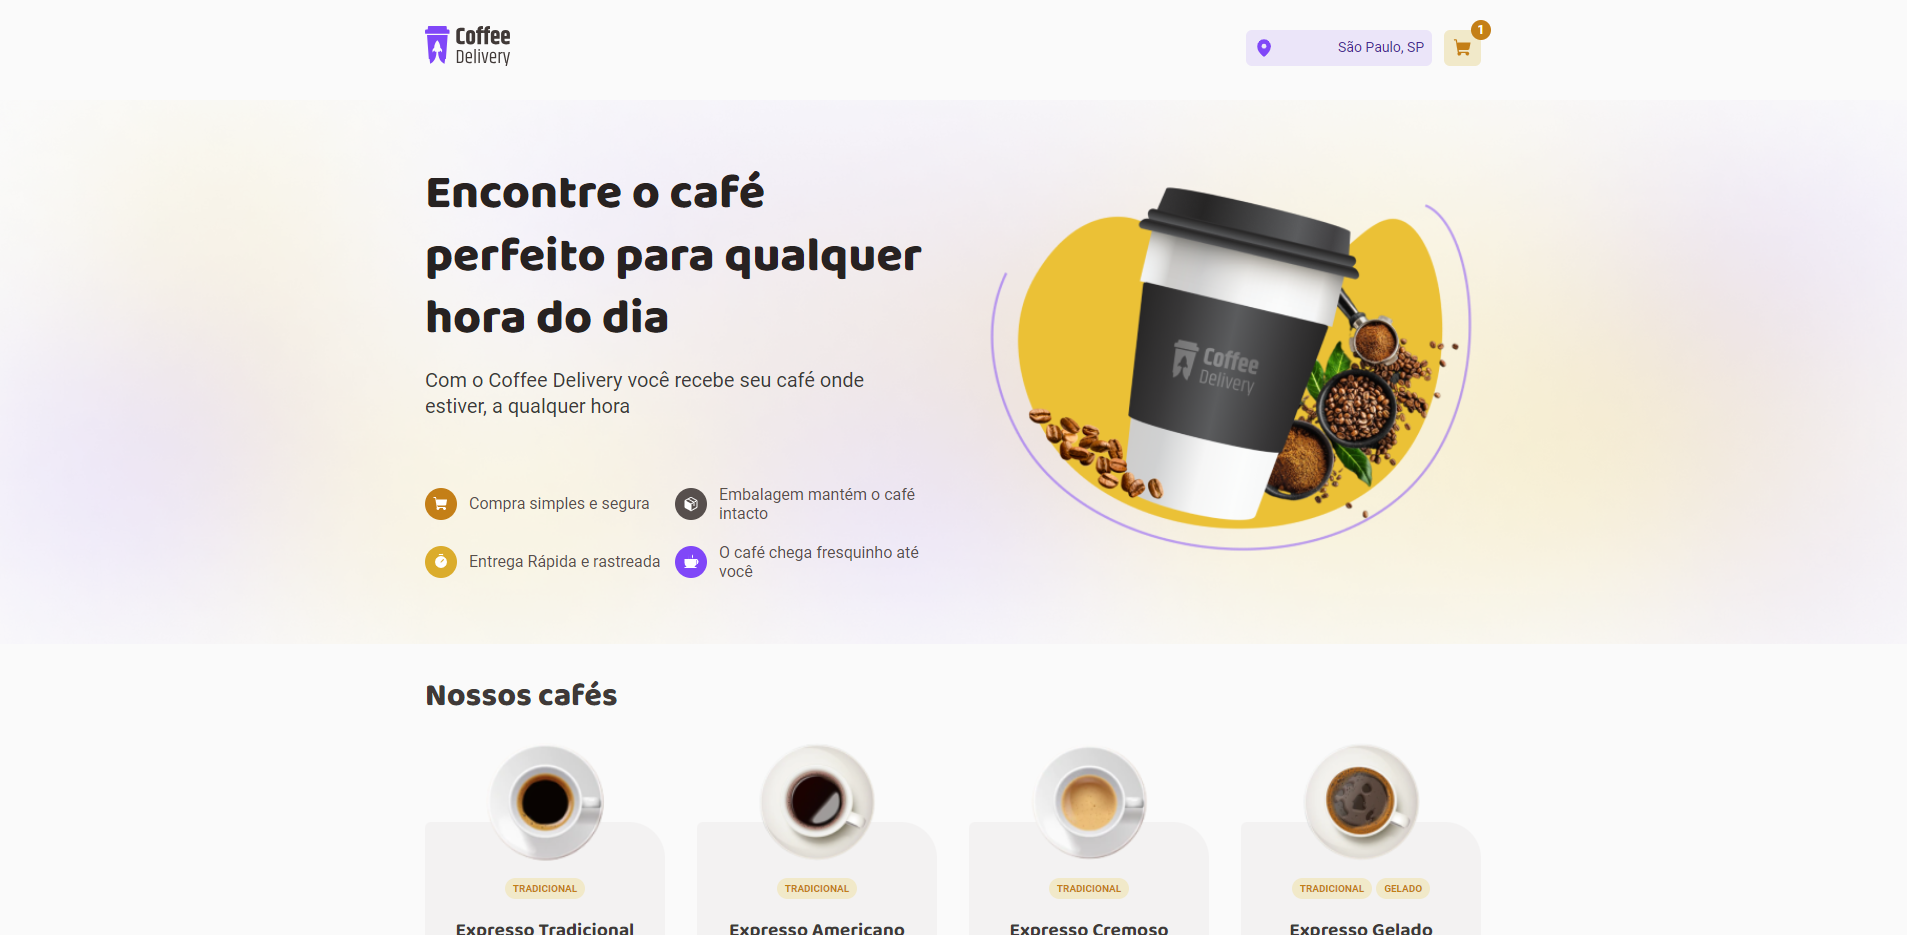 Coffee
Delivery
São Paulo, SP
1
Encontre o café
perfeito para qualquer
hora do dia
Com o Coffee Delivery você recebe seu café onde
estiver, a qualquer hora
Compra simples e segura
Embalagem mantém o café
intacto
Entrega Rápida e rastreada
O café chega fresquinho até
você
Coffee
Delivery
Nossos cafés
TRADICIONAL
TRADICIONAL
TRADICIONAL
TRADICIONAL GELADO
Expresso Tradicional
Expresso Americano
Expresso Cremoso
Expresso Gelado